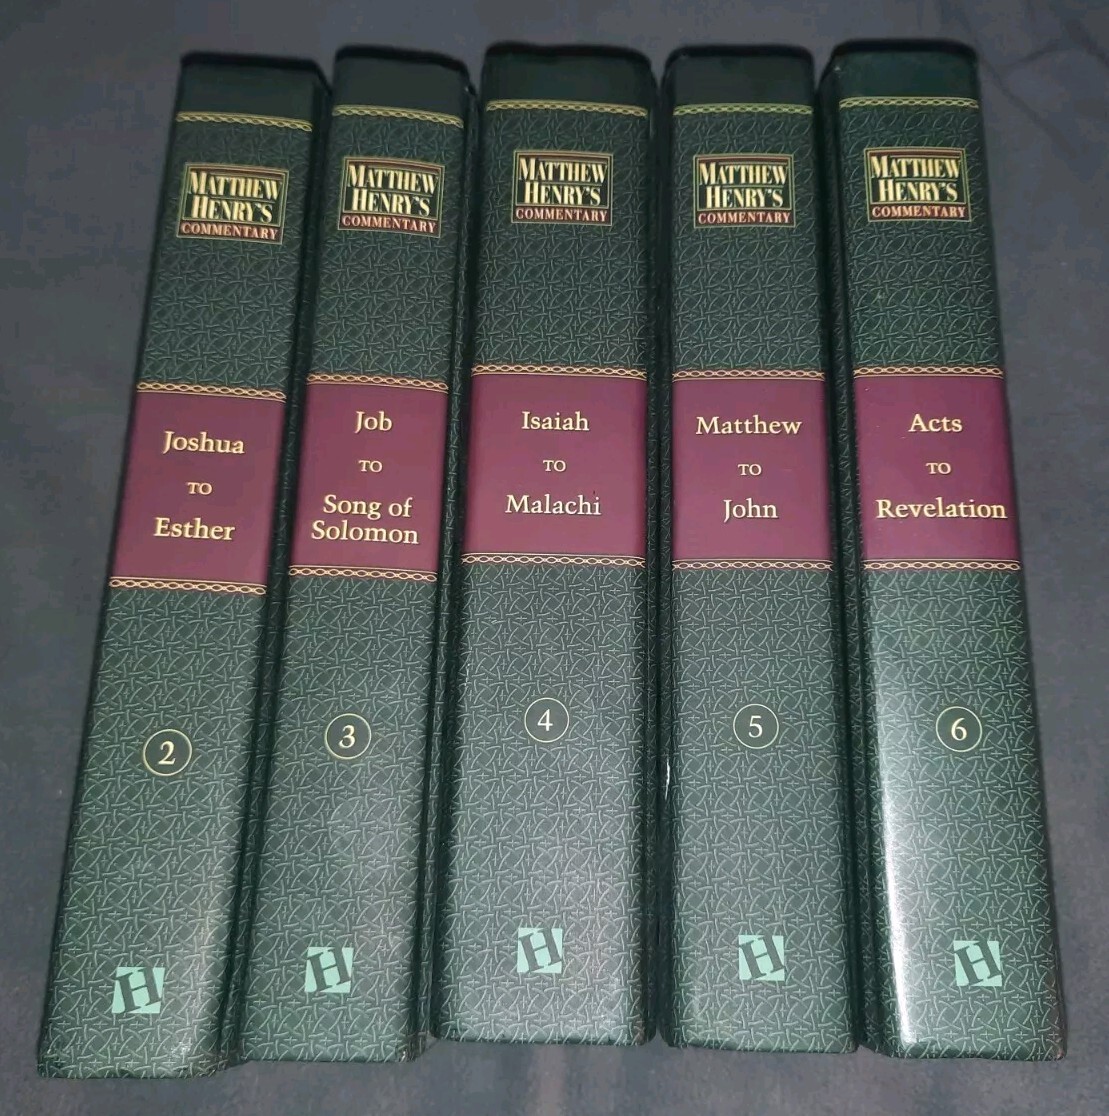 MATTHEW
HENRY'S
COMMENTARY
Joshua
TO
Esther
2
H
MATTHEW
HENRY'S
COMMENTARY
Job
TO
Song of
Solomon
3
H
MATTHEW
HENRY'S
COMMENTARY
Isaiah
TO
Malachi
4
H
MATTHEW
HENRY'S
COMMENTARY
Matthew
TO
John
5
H
MATTHEW
HENRY'S
COMMENTARY
Acts
TO
Revelation
6
H